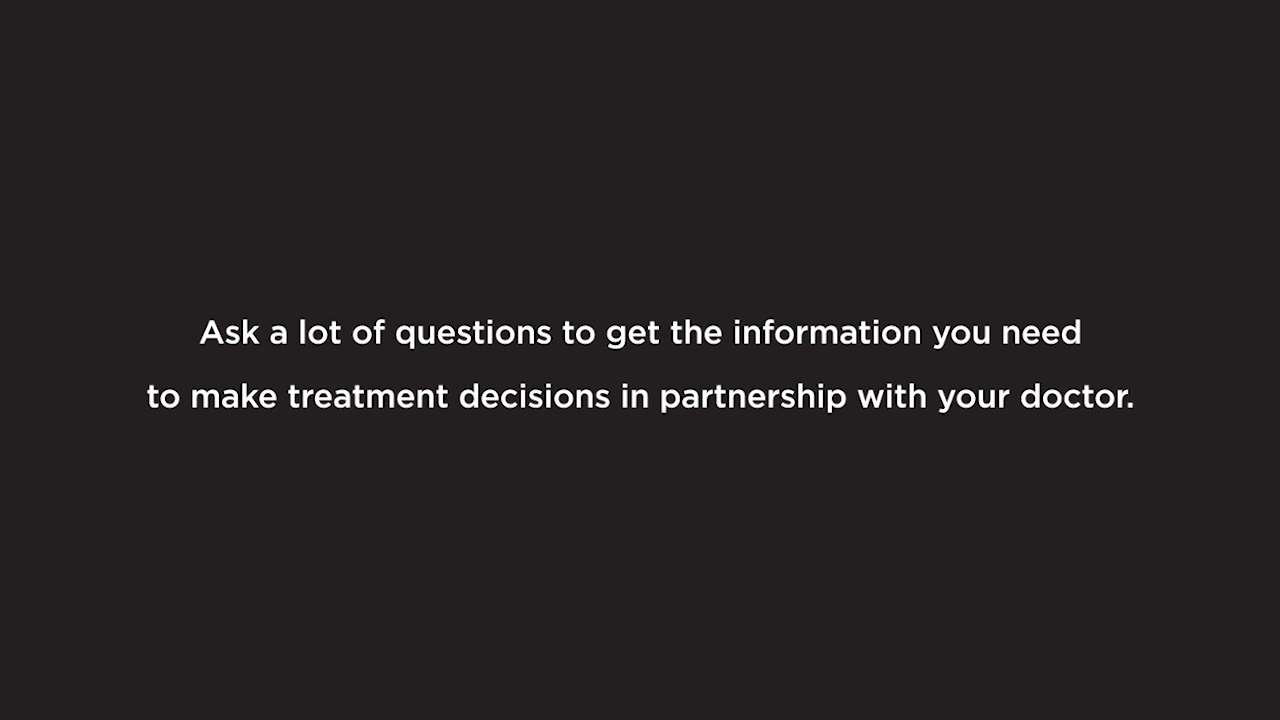 Ask a lot of questions to get the information you need
to make treatment decisions in partnership with your doctor.